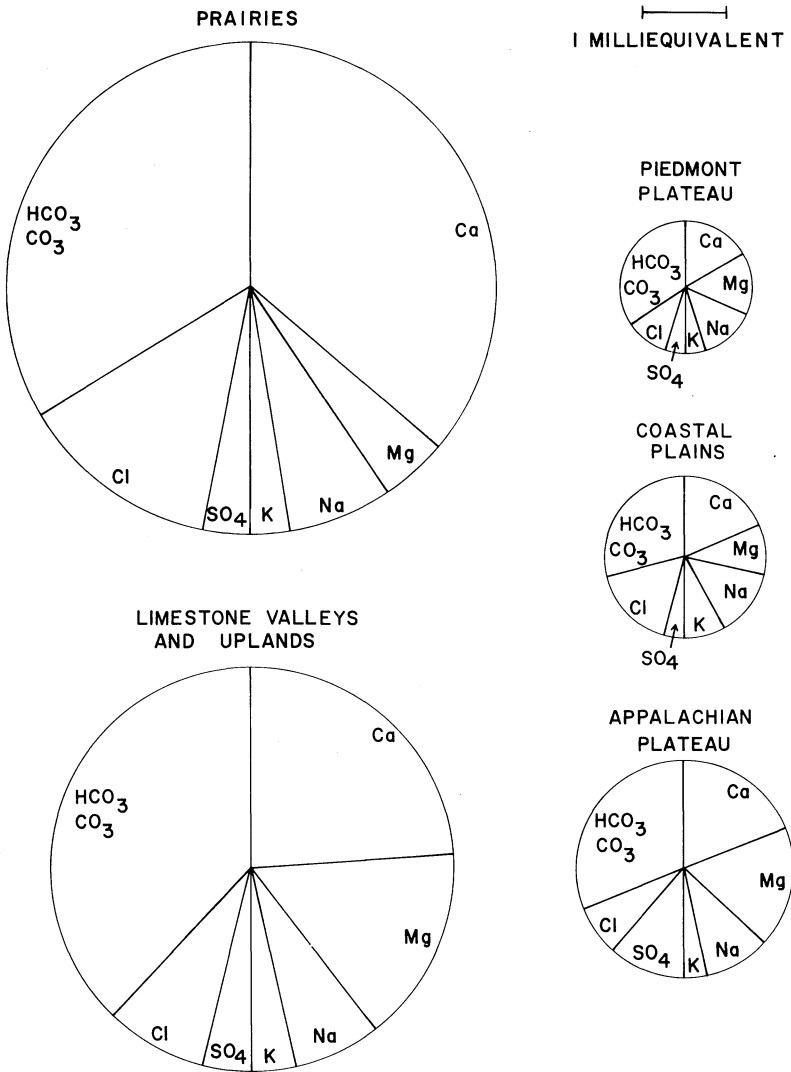 PRAIRIES
HCO3
CO3
Ca
Cl
SO4
K
Na
Mg
I MILLIEQUIVALENT
PIEDMONT
PLATEAU
HCO3
CO3
Ca
Mg
Na
K
Cl
SO4
COASTAL
PLAINS
HCO3
CO3
Ca
Mg
Na
K
Cl
SO4
LIMESTONE VALLEYS
AND UPLANDS
HCO3
CO3
Ca
Mg
Cl
SO4
K
Na
APPALACHIAN
PLATEAU
HCO3
CO3
Ca
Mg
Cl
SO4
K
Na